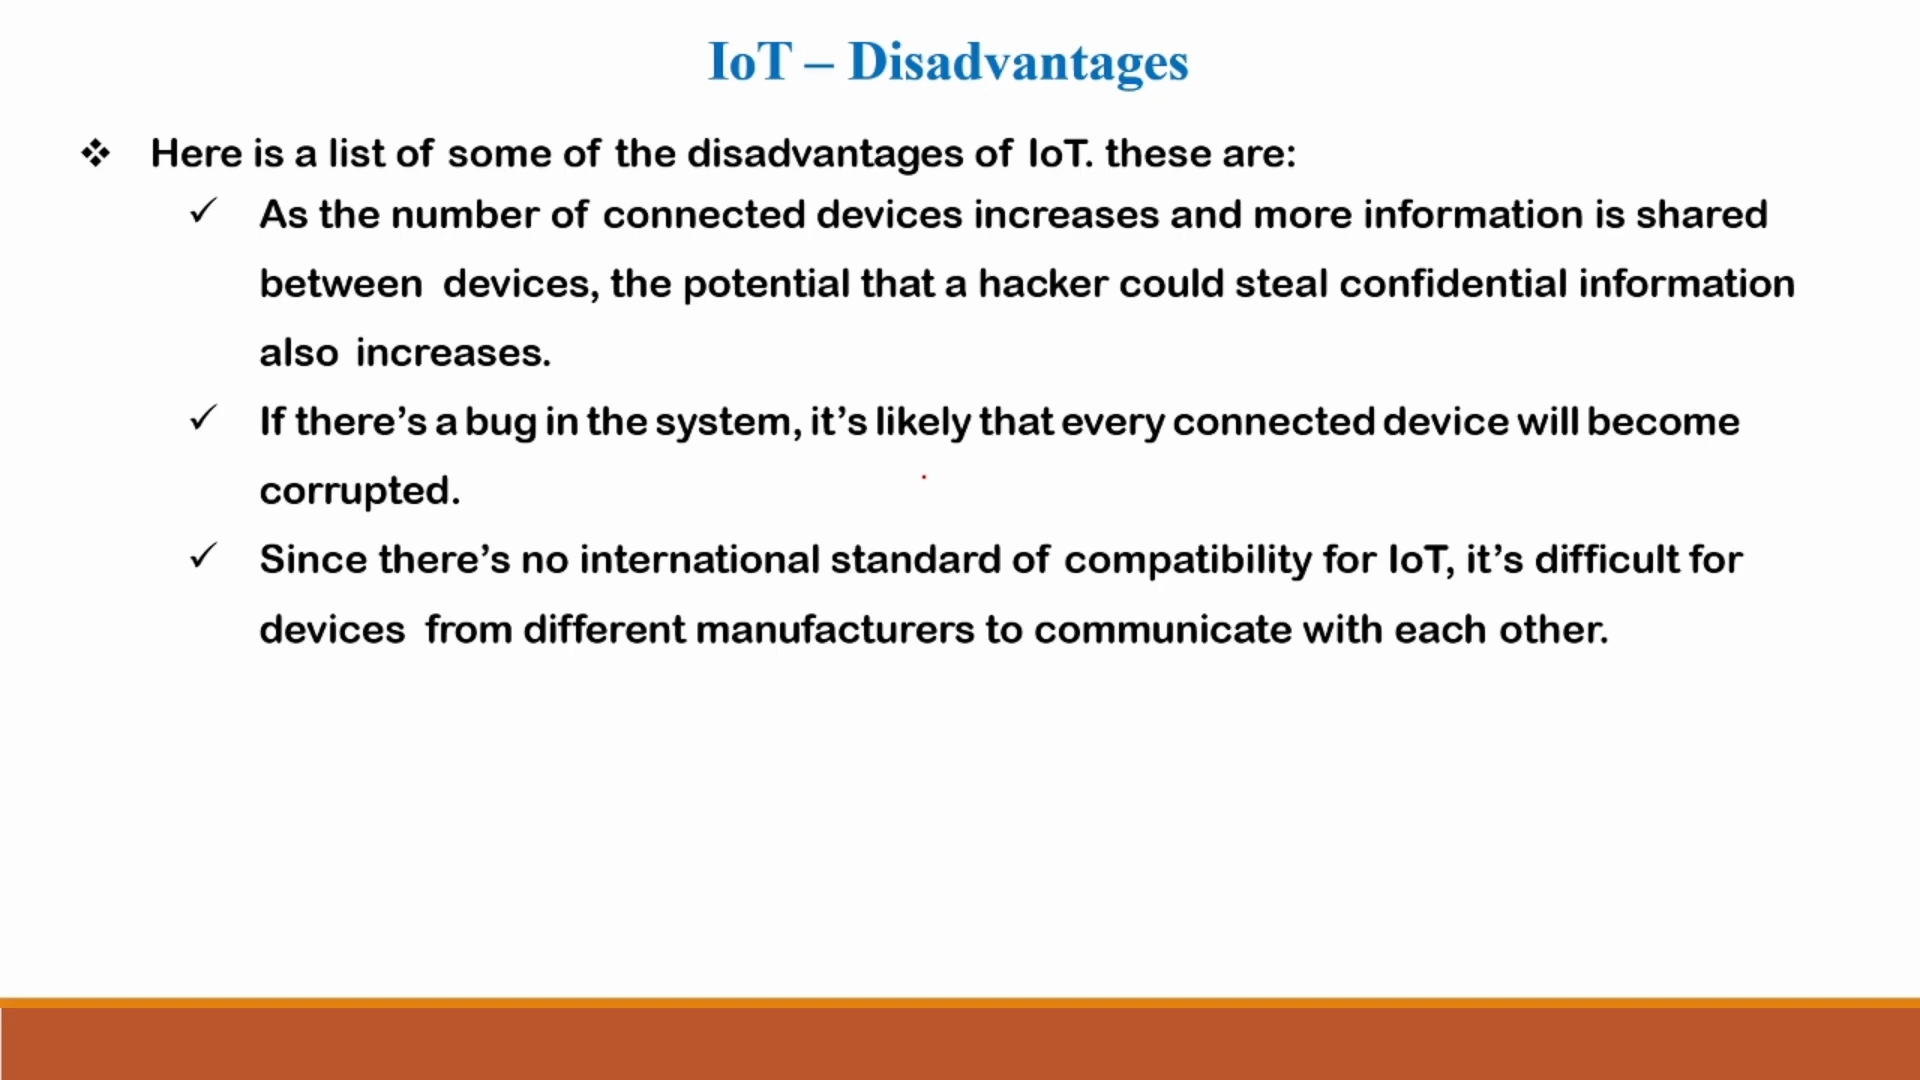 IoT – Disadvantages
❖ Here is a list of some of the disadvantages of IoT. these are:
✓ As the number of connected devices increases and more information is shared
between devices, the potential that a hacker could steal confidential information
also increases.
✓ If there’s a bug in the system, it’s likely that every connected device will become
corrupted.
✓ Since there’s no international standard of compatibility for IoT, it’s difficult for
devices from different manufacturers to communicate with each other.